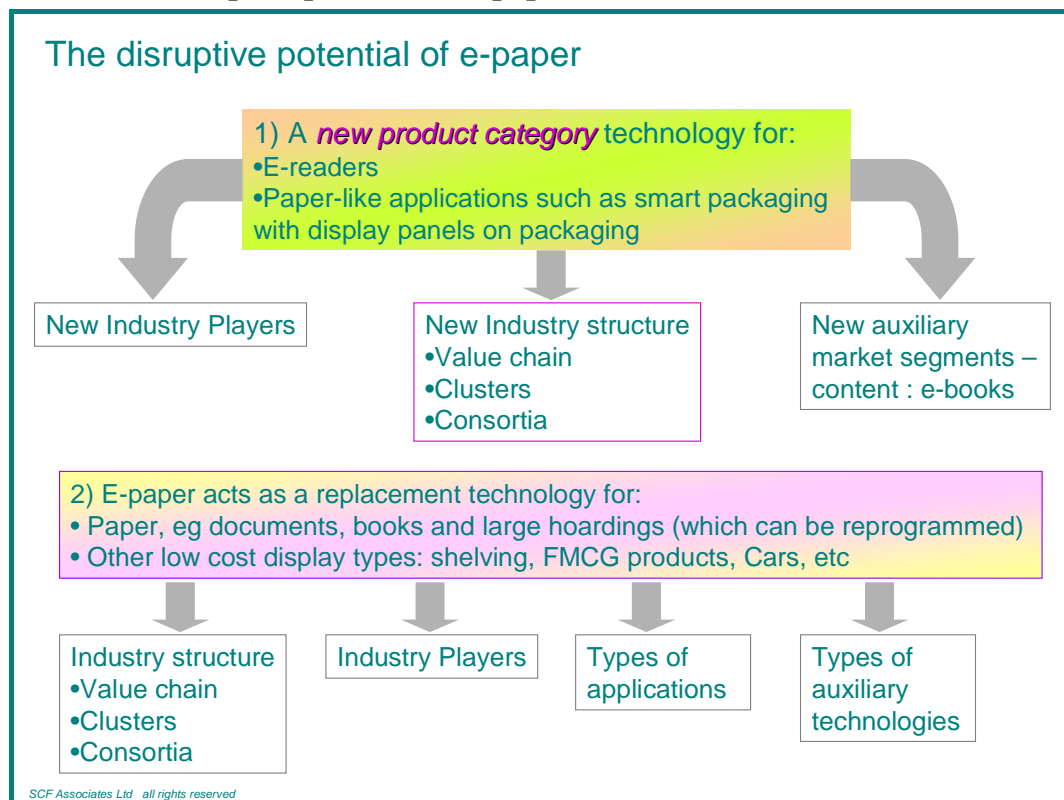 The disruptive potential of e-paper
1) A new product category technology for:
•E-readers
•Paper-like applications such as smart packaging
with display panels on packaging
New Industry Players
New Industry structure
•Value chain
•Clusters
•Consortia
New auxiliary
market segments –
content : e-books
2) E-paper acts as a replacement technology for:
• Paper, eg documents, books and large hoardings (which can be reprogrammed)
• Other low cost display types: shelving, FMCG products, Cars, etc
Industry structure
•Value chain
•Clusters
•Consortia
Industry Players
Types of
applications
Types of
auxiliary
technologies
SCF Associates Ltd all rights reserved